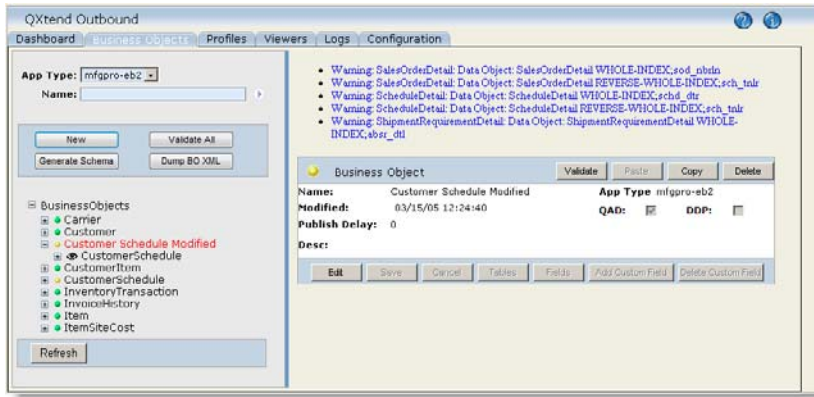 QXtend Outbound
Dashboard Business Objects Profiles Viewers Logs Configuration
App Type: mfgpro-eb2
Name:
New Validate All
Generate Schema Dump BO XML
BusinessObjects
Carrier
Customer
Customer Schedule Modified
CustomerSchedule
CustomerItem
CustomerSchedule
InventoryTransaction
InvoiceHistory
Item
ItemSiteCost
Refresh
Warning: SalesOrderDetail: Data Object: SalesOrderDetail WHOLE-INDEX;sod_nbrln
Warning: SalesOrderDetail: Data Object: SalesOrderDetail REVERSE-WHOLE-INDEX;sch_tnlr
Warning: ScheduleDetail: Data Object: ScheduleDetail WHOLE-INDEX;schd_dtr
Warning: ScheduleDetail: Data Object: ScheduleDetail REVERSE-WHOLE-INDEX;sch_tnlr
Warning: ShipmentRequirementDetail: Data Object: ShipmentRequirementDetail WHOLE-
INDEX;absr_dtl
Business Object Validate Paste Copy Delete
Name: Customer Schedule Modified App Type mfgpro-eb2
Modified: 03/15/05 12:24:40 QAD: DDP:
Publish Delay: 0
Desc:
Edit Save Cancel Tables Fields Add Custom Field Delete Custom Field